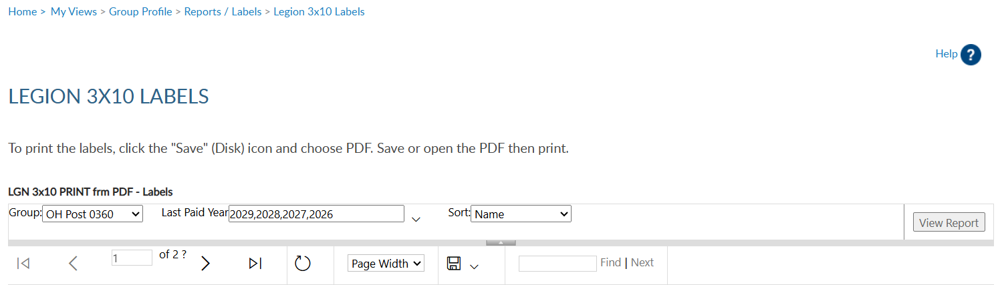 Home > My Views > Group Profile > Reports / Labels > Legion 3x10 Labels
Help ?
LEGION 3X10 LABELS
To print the labels, click the "Save" (Disk) icon and choose PDF. Save or open the PDF then print.
LGN 3x10 PRINT frm PDF - Labels
Group: OH Post 0360 Last Paid Year 2029,2028,2027,2026 Sort: Name View Report
1 of 2 ? Page Width Find | Next